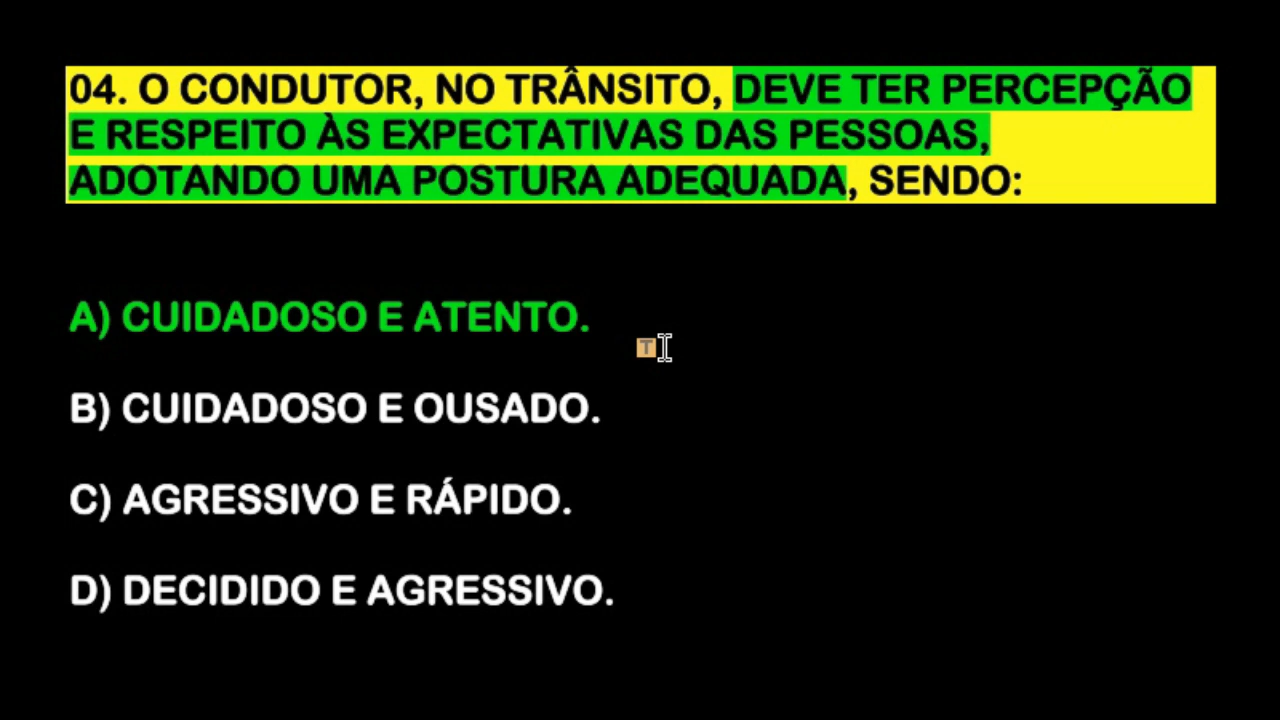 04. O CONDUTOR, NO TRÂNSITO, DEVE TER PERCEPÇÃO
E RESPEITO ÀS EXPECTATIVAS DAS PESSOAS,
ADOTANDO UMA POSTURA ADEQUADA, SENDO:
A) CUIDADOSO E ATENTO.
T
B) CUIDADOSO E OUSADO.
C) AGRESSIVO E RÁPIDO.
D) DECIDIDO E AGRESSIVO.